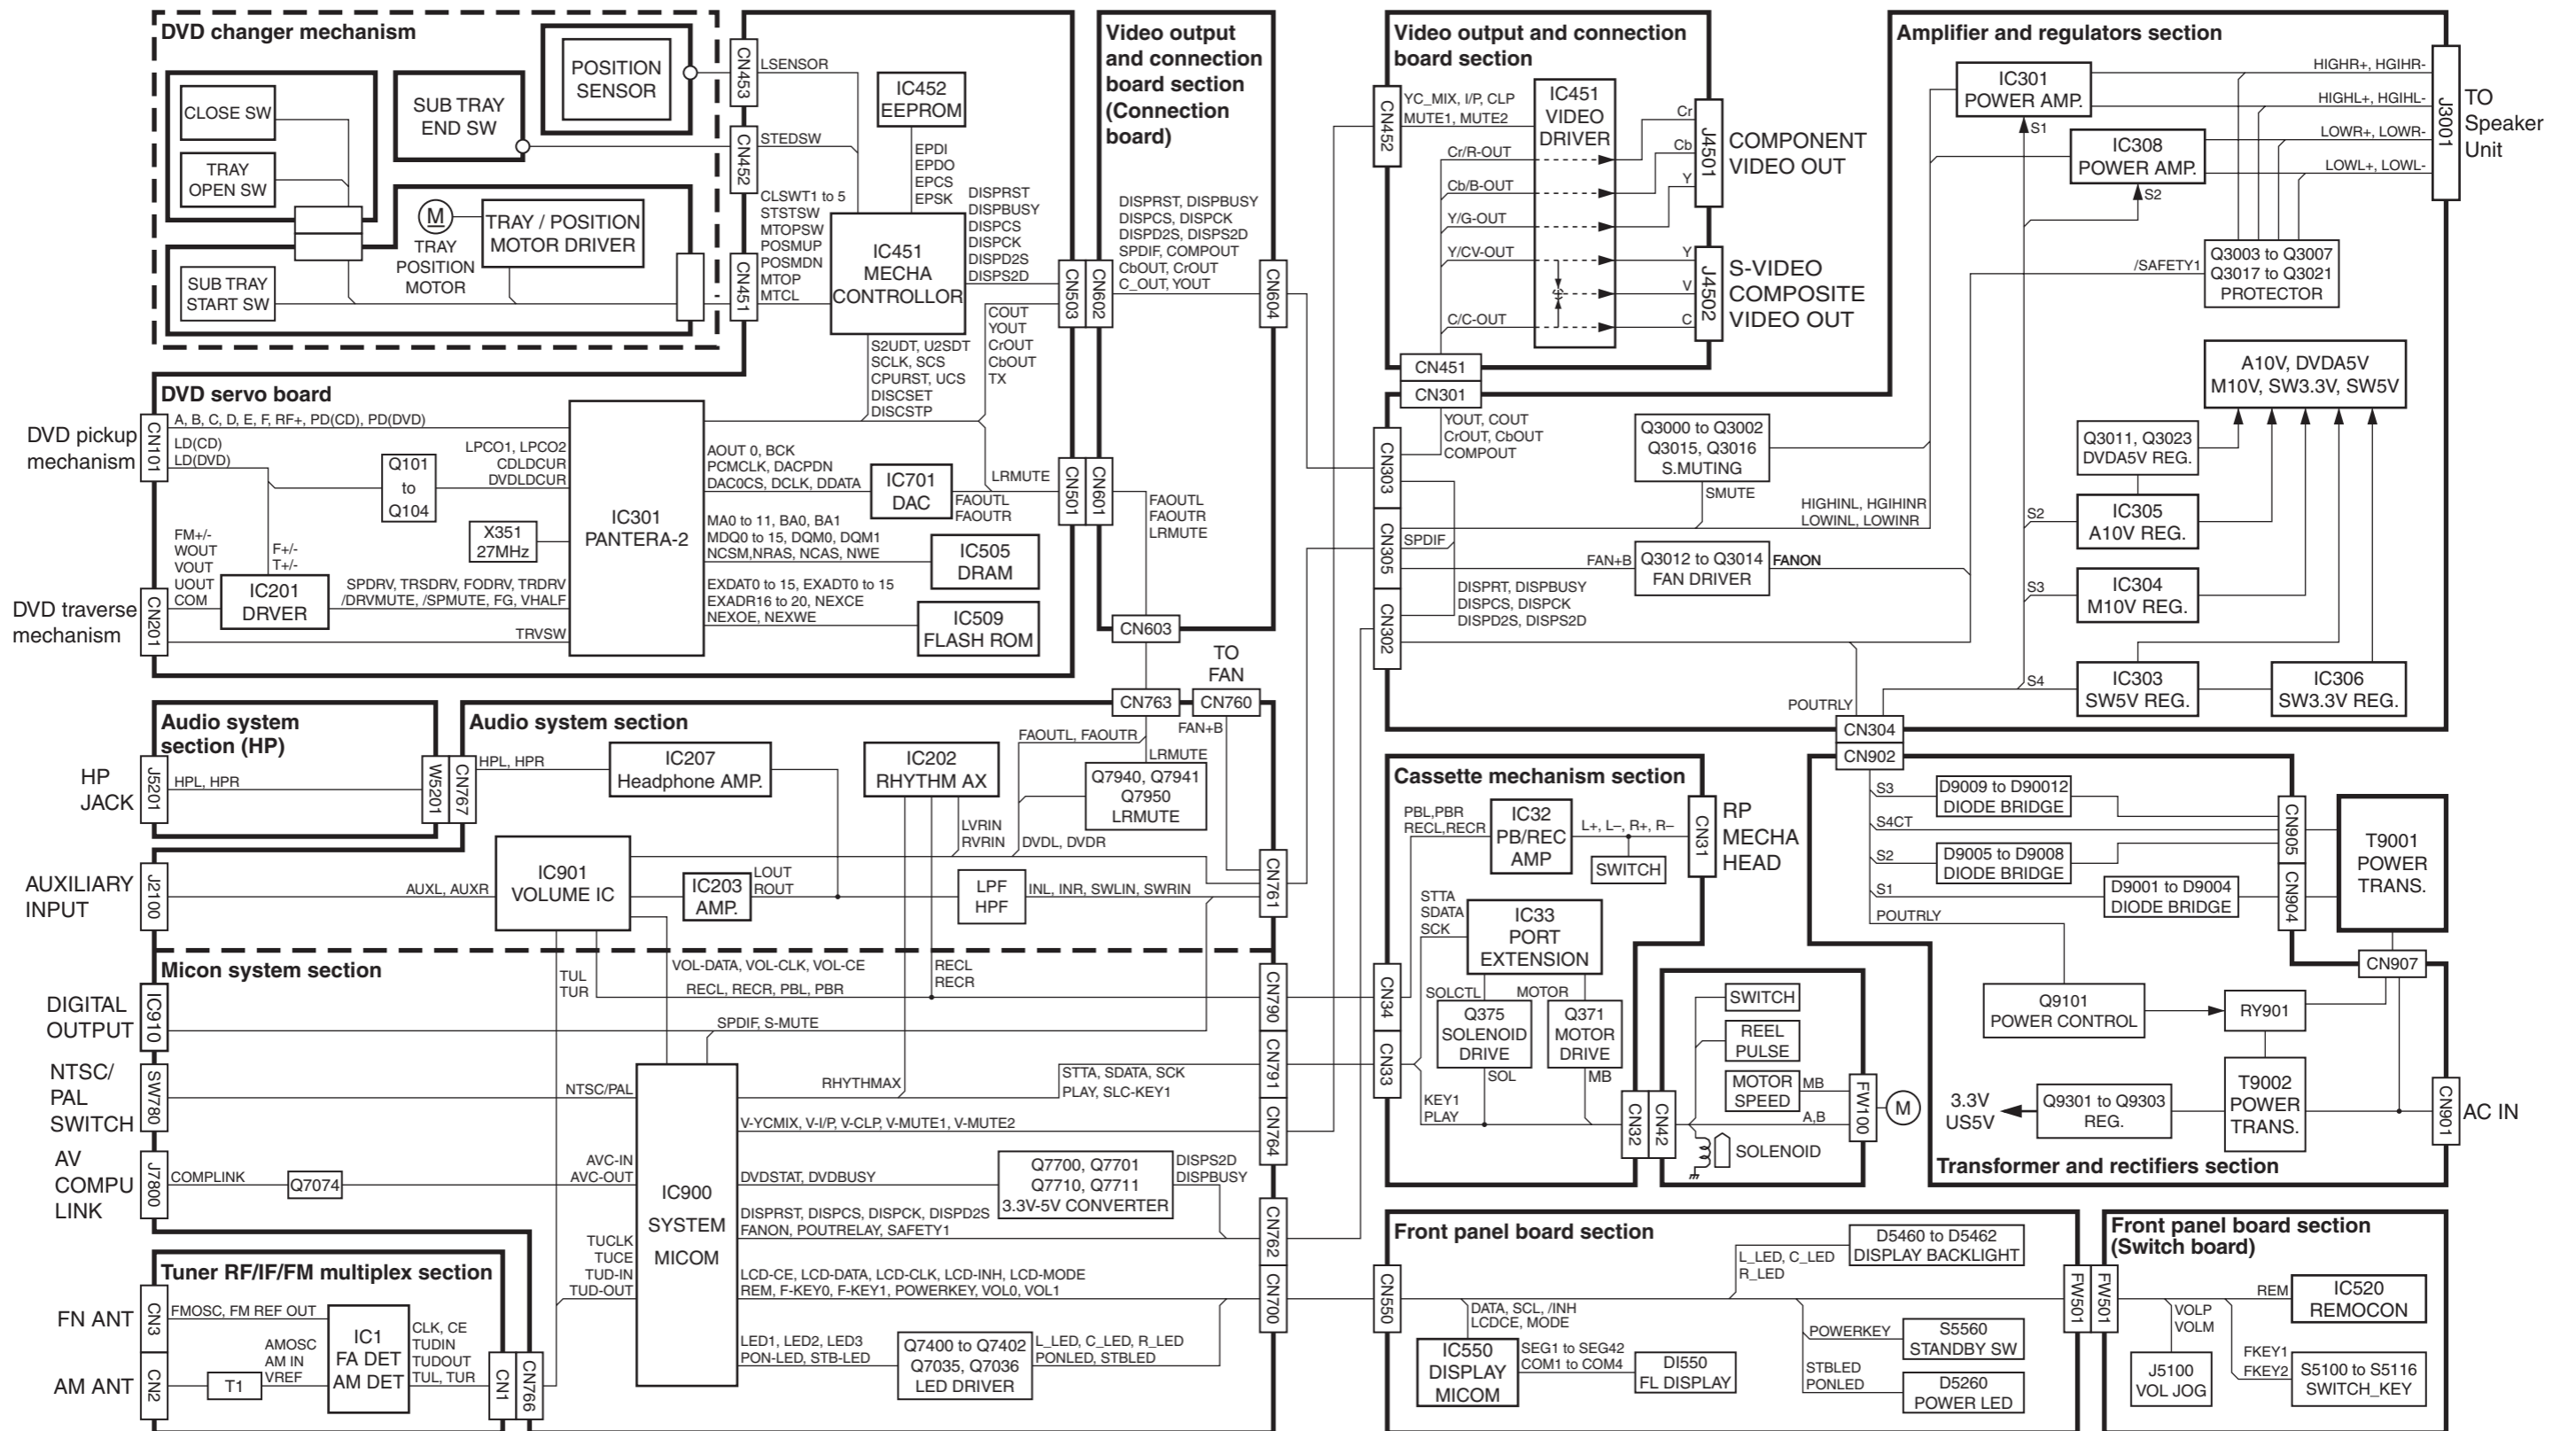 DVD changer mechanism
CLOSE SW
TRAY
OPEN SW
SUB TRAY
END SW
POSITION
SENSOR
M
TRAY
POSITION
MOTOR
TRAY / POSITION
MOTOR DRIVER
SUB TRAY
START SW
CN453
CN452
CN451
LSENSOR
STEDSW
CLSWT1 to 5
STSTSW
MTOPSW
POSMUP
POSMDN
MTOP
MTCL
IC452
EEPROM
EPDI
EPDO
EPCS
EPSK
IC451
MECHA
CONTROLLOR
DISPRST
DISPBUSY
DISPCS
DISPCK
DISPD2S
DISPS2D
S2UDT, U2SDT
SCLK, SCS
CPURST, UCS
DISCSET
DISCSTP
COUT
YOUT
CrOUT
CbOUT
TX
CN503
CN602
Video output
and connection
board section
(Connection
board)
DISPRST, DISPBUSY
DISPCS, DISPCK
DISPD2S, DISPS2D
SPDIF, COMPOUT
CbOUT, CrOUT
C_OUT, YOUT
CN604
DVD servo board
DVD pickup
mechanism
CN101
A, B, C, D, E, F, RF+, PD(CD), PD(DVD)
LD(CD)
LD(DVD)
Q101
to
Q104
LPCO1, LPCO2
CDLDCUR
DVDLDCUR
X351
27MHz
IC301
PANTERA-2
AOUT 0, BCK
PCMCLK, DACPDN
DAC0CS, DCLK, DDATA
IC701
DAC
FAOUTL
FAOUTR
LRMUTE
CN501
CN601
FAOUTL
FAOUTR
LRMUTE
MA0 to 11, BA0, BA1
MDQ0 to 15, DQM0, DQM1
NCSM,NRAS, NCAS, NWE
IC505
DRAM
EXDAT0 to 15, EXADT0 to 15
EXADR16 to 20, NEXCE
NEXOE, NEXWE
IC509
FLASH ROM
DVD traverse
mechanism
CN201
FM+/-
WOUT
VOUT
UOUT
COM
F+/-
T+/-
IC201
DRVER
SPDRV, TRSDRV, FODRV, TRDRV
/DRVMUTE, /SPMUTE, FG, VHALF
TRVSW
CN603
TO
FAN
CN763
CN760
Audio system
section (HP)
HP
JACK
J5201
HPL, HPR
W5201
CN767
Audio system section
HPL, HPR
IC207
Headphone AMP.
IC202
RHYTHM AX
FAOUTL, FAOUTR
FAN+B
LRMUTE
Q7940, Q7941
Q7950
LRMUTE
LVRIN
RVRIN
DVDL, DVDR
AUXILIARY
INPUT
J2100
AUXL, AUXR
IC901
VOLUME IC
IC203
AMP.
LOUT
ROUT
LPF
HPF
INL, INR, SWLIN, SWRIN
CN761
Micon system section
TUL
TUR
VOL-DATA, VOL-CLK, VOL-CE
RECL, RECR, PBL, PBR
RECL
RECR
DIGITAL
OUTPUT
IC910
SPDIF, S-MUTE
CN790
NTSC/
PAL
SWITCH
SW780
NTSC/PAL
RHYTHMAX
STTA, SDATA, SCK
PLAY, SLC-KEY1
CN791
V-YCMIX, V-I/P, V-CLP, V-MUTE1, V-MUTE2
CN764
AV
COMPU
LINK
J7800
COMPLINK
Q7074
AVC-IN
AVC-OUT
IC900
SYSTEM
MICOM
DVDSTAT, DVDBUSY
Q7700, Q7701
Q7710, Q7711
3.3V-5V CONVERTER
DISPS2D
DISPBUSY
DISPRST, DISPCS, DISPCK, DISPD2S
FANON, POUTRELAY, SAFETY1
CN762
TUCLK
TUCE
TUD-IN
TUD-OUT
LCD-CE, LCD-DATA, LCD-CLK, LCD-INH, LCD-MODE
REM, F-KEY0, F-KEY1, POWERKEY, VOL0, VOL1
CN700
LED1, LED2, LED3
PON-LED, STB-LED
Q7400 to Q7402
Q7035, Q7036
LED DRIVER
L_LED, C_LED, R_LED
PONLED, STBLED
Tuner RF/IF/FM multiplex section
FN ANT
CN3
FMOSC, FM REF OUT
AMOSC
AM IN
VREF
AM ANT
CN2
T1
IC1
FA DET
AM DET
CLK, CE
TUDIN
TUDOUT
TUL, TUR
CN1
CN766
Video output and connection
board section
CN452
YC_MIX, I/P, CLP
MUTE1, MUTE2
IC451
VIDEO
DRIVER
Cr/R-OUT
Cb/B-OUT
Y/G-OUT
Y/CV-OUT
C/C-OUT
Cr
Cb
Y
J4501
COMPONENT
VIDEO OUT
Y
V
C
J4502
S-VIDEO
COMPOSITE
VIDEO OUT
CN451
CN301
Amplifier and regulators section
IC301
POWER AMP.
S1
IC308
POWER AMP.
S2
HIGHR+, HGIHR-
HIGHL+, HGIHL-
LOWR+, LOWR-
LOWL+, LOWL-
J3001
TO
Speaker
Unit
/SAFETY1
Q3003 to Q3007
Q3017 to Q3021
PROTECTOR
A10V, DVDA5V
M10V, SW3.3V, SW5V
YOUT, COUT
CrOUT, CbOUT
COMPOUT
CN303
Q3000 to Q3002
Q3015, Q3016
S.MUTING
SMUTE
HIGHINL, HGIHINR
LOWINL, LOWINR
Q3011, Q3023
DVDA5V REG.
S2
IC305
A10V REG.
CN305
SPDIF
FAN+B
Q3012 to Q3014
FAN DRIVER
FANON
S3
IC304
M10V REG.
CN302
DISPRT, DISPBUSY
DISPCS, DISPCK
DISPD2S, DISPS2D
S4
IC303
SW5V REG.
IC306
SW3.3V REG.
POUTRLY
CN304
CN902
Cassette mechanism section
PBL,PBR
RECL,RECR
IC32
PB/REC
AMP
L+, L–, R+, R–
SWITCH
CN31
RP
MECHA
HEAD
STTA
SDATA
SCK
IC33
PORT
EXTENSION
CN34
SOLCTL
MOTOR
Q375
SOLENOID
DRIVE
Q371
MOTOR
DRIVE
CN33
SOL
MB
KEY1
PLAY
CN32
CN42
SWITCH
REEL
PULSE
MOTOR
SPEED
MB
A,B
SOLENOID
FW100
M
S3
D9009 to D90012
DIODE BRIDGE
S4CT
S2
D9005 to D9008
DIODE BRIDGE
S1
D9001 to D9004
DIODE BRIDGE
POUTRLY
CN905
CN904
T9001
POWER
TRANS.
CN907
Q9101
POWER CONTROL
RY901
T9002
POWER
TRANS.
3.3V
US5V
Q9301 to Q9303
REG.
CN901
AC IN
Transformer and rectifiers section
Front panel board section
CN550
D5460 to D5462
DISPLAY BACKLIGHT
L_LED, C_LED
R_LED
DATA, SCL, /INH
LCDCE, MODE
IC550
DISPLAY
MICOM
SEG1 to SEG42
COM1 to COM4
DI550
FL DISPLAY
POWERKEY
S5560
STANDBY SW
STBLED
PONLED
D5260
POWER LED
FW501
FW501
Front panel board section
(Switch board)
REM
IC520
REMOCON
VOLP
VOLM
J5100
VOL JOG
FKEY1
FKEY2
S5100 to S5116
SWITCH_KEY